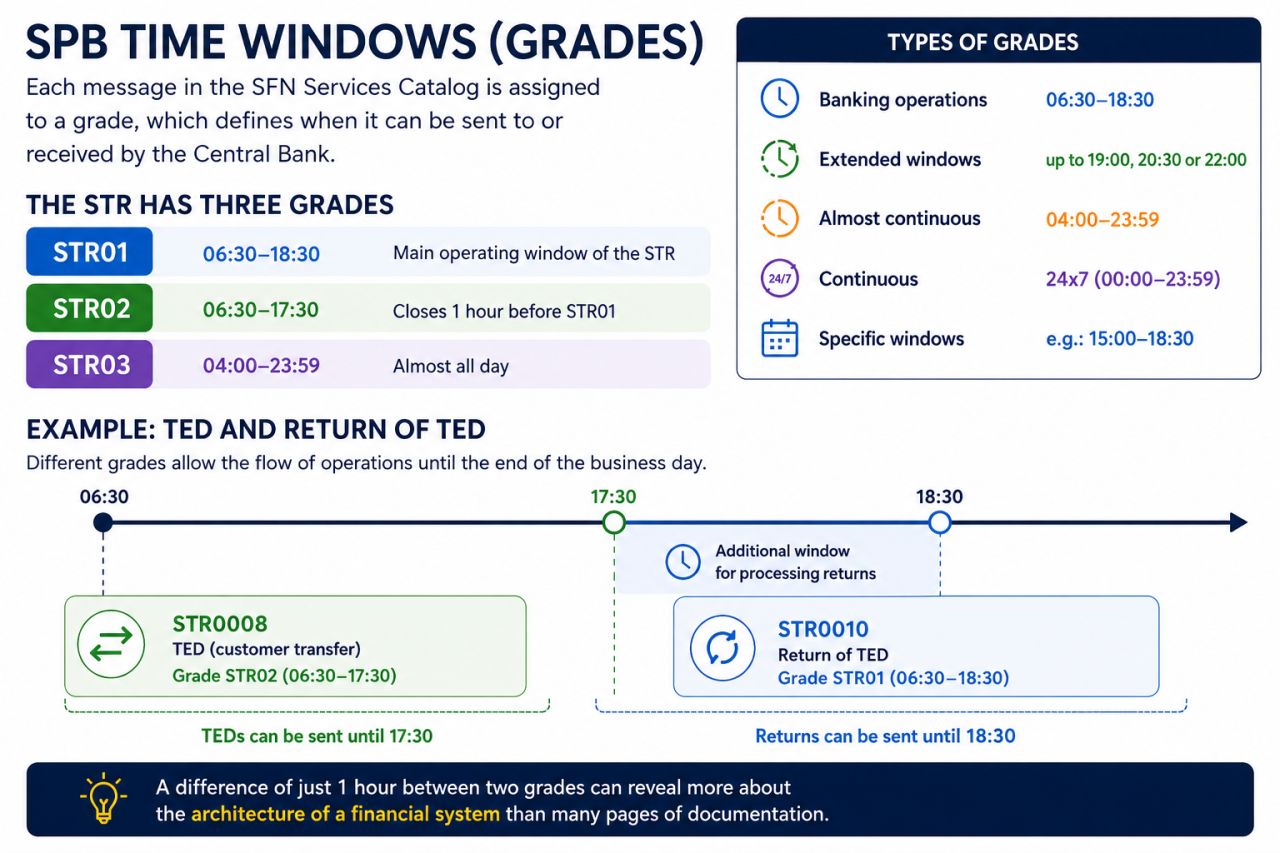 SPB TIME WINDOWS (GRADES)
Each message in the SFN Services Catalog is assigned
to a grade, which defines when it can be sent to or
received by the Central Bank.
THE STR HAS THREE GRADES
STR01 06:30–18:30 Main operating window of the STR
STR02 06:30–17:30 Closes 1 hour before STR01
STR03 04:00–23:59 Almost all day
TYPES OF GRADES
Banking operations 06:30–18:30
Extended windows up to 19:00, 20:30 or 22:00
Almost continuous 04:00–23:59
24/7 Continuous 24x7 (00:00–23:59)
Specific windows e.g.: 15:00–18:30
EXAMPLE: TED AND RETURN OF TED
Different grades allow the flow of operations until the end of the business day.
06:30 17:30 18:30
Additional window
for processing returns
STR0008
TED (customer transfer)
Grade STR02 (06:30–17:30)
TEDs can be sent until 17:30
STR0010
Return of TED
Grade STR01 (06:30–18:30)
Returns can be sent until 18:30
A difference of just 1 hour between two grades can reveal more about
the architecture of a financial system than many pages of documentation.